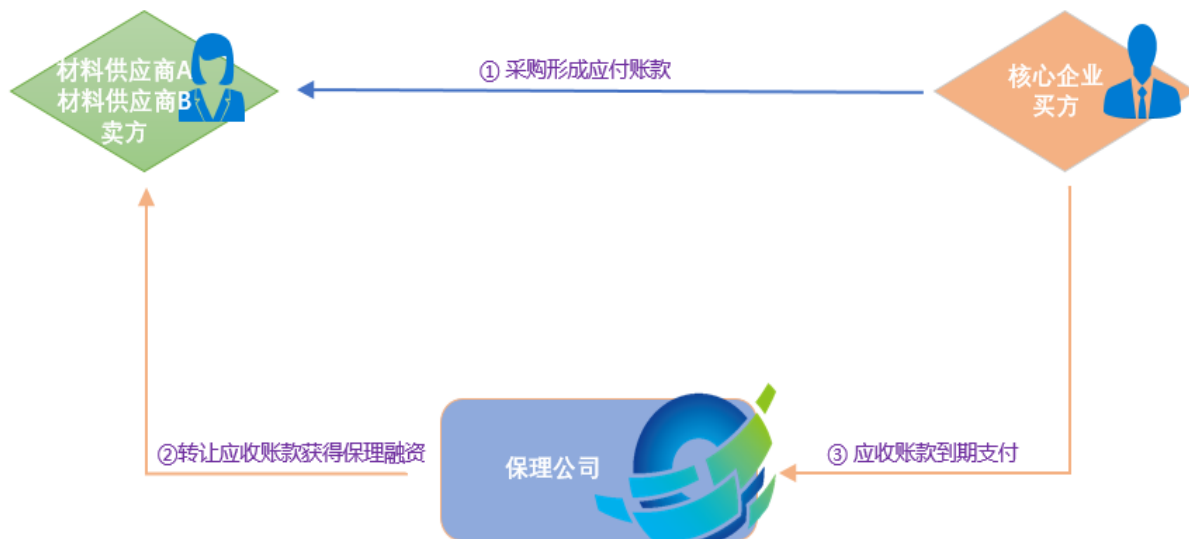 材料供应商A
材料供应商B
卖方
① 采购形成应付账款
核心企业
买方
②转让应收账款获得保理融资
保理公司
③ 应收账款到期支付